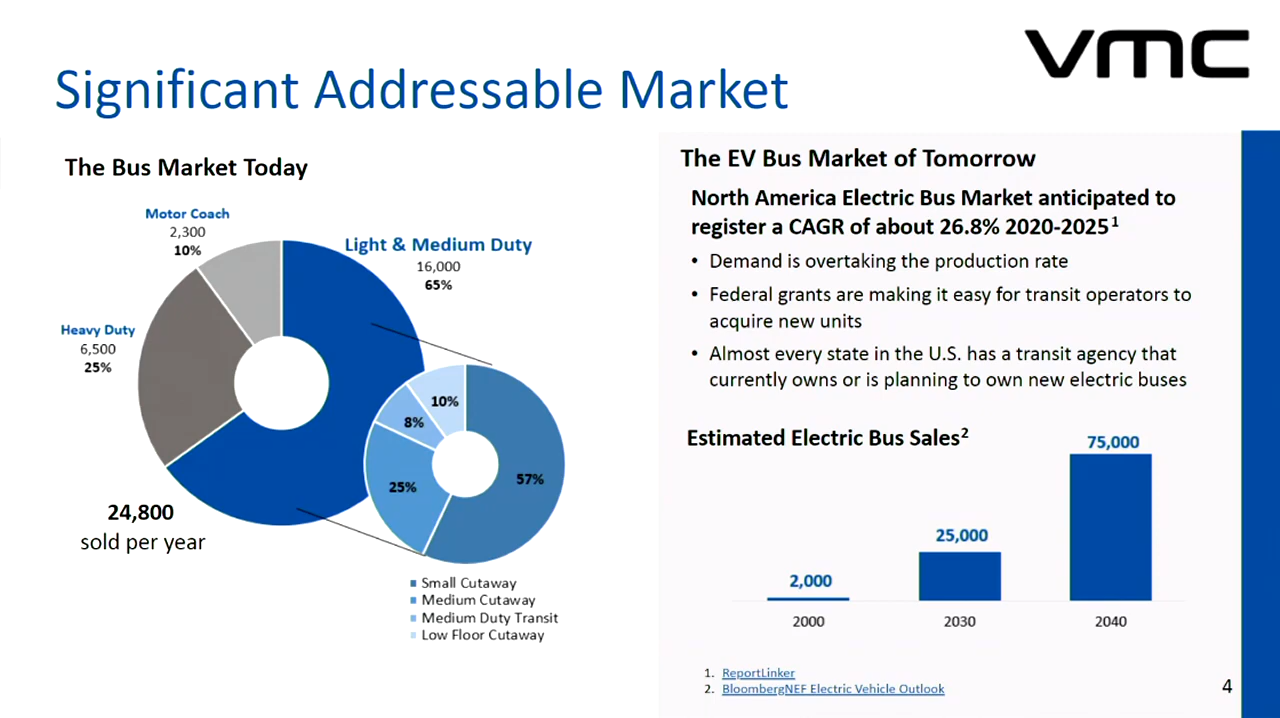 VMC
Significant Addressable Market
The Bus Market Today
Motor Coach
2,300
10%
Light & Medium Duty
16,000
65%
Heavy Duty
6,500
25%
10%
8%
25%
57%
24,800
sold per year
Small Cutaway
Medium Cutaway
Medium Duty Transit
Low Floor Cutaway
The EV Bus Market of Tomorrow
North America Electric Bus Market anticipated to
register a CAGR of about 26.8% 2020-2025¹
• Demand is overtaking the production rate
• Federal grants are making it easy for transit operators to
acquire new units
• Almost every state in the U.S. has a transit agency that
currently owns or is planning to own new electric buses
Estimated Electric Bus Sales²
75,000
25,000
2,000
2000
2030
2040
1. ReportLinker
2. BloombergNEF Electric Vehicle Outlook
4